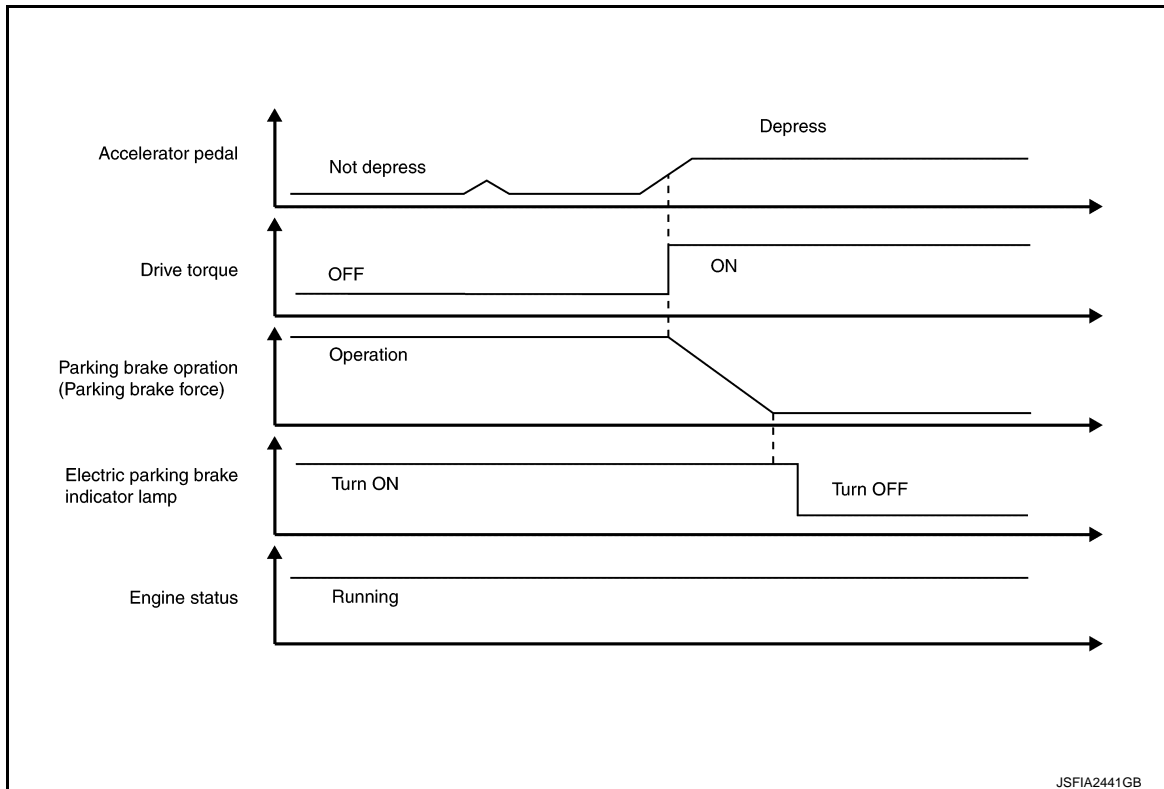 Depress
Accelerator pedal
Not depress
Drive torque
OFF
ON
Operation
Parking brake opration
(Parking brake force)
Electric parking brake
indicator lamp
Turn ON
Turn OFF
Engine status
Running
JSFIA2441GB